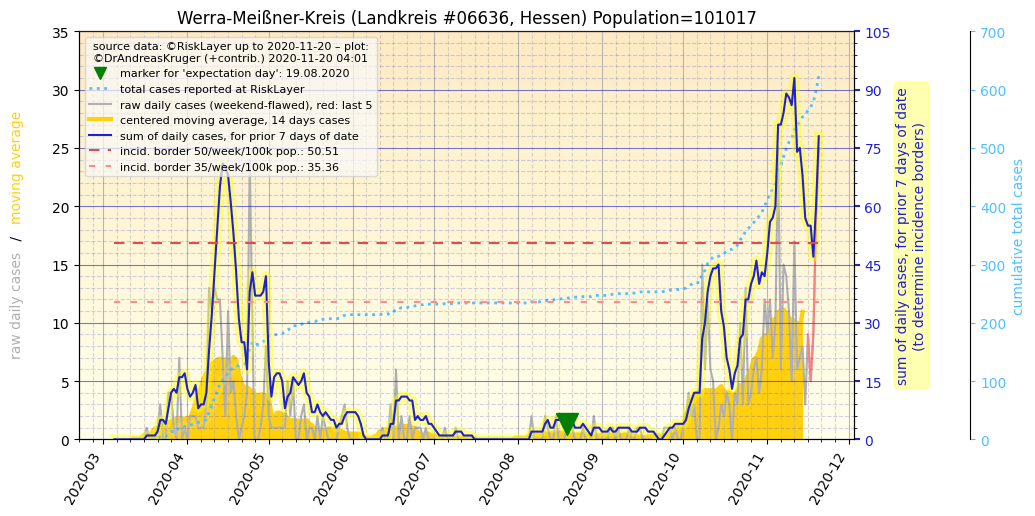 Werra-Meißner-Kreis (Landkreis #06636, Hessen) Population=101017
source data: ©RiskLayer up to 2020-11-20 – plot:
©DrAndreasKruger (+contrib.) 2020-11-20 04:01
marker for 'expectation day': 19.08.2020
total cases reported at RiskLayer
raw daily cases (weekend-flawed), red: last 5
centered moving average, 14 days cases
sum of daily cases, for prior 7 days of date
incid. border 50/week/100k pop.: 50.51
incid. border 35/week/100k pop.: 35.36
raw daily cases / moving average
35
30
25
20
15
10
5
0
2020-03
2020-04
2020-05
2020-06
2020-07
2020-08
2020-09
2020-10
2020-11
2020-12
105
90
75
60
45
30
15
0
sum of daily cases, for prior 7 days of date
(to determine incidence borders)
700
600
500
400
300
200
100
0
cumulative total cases